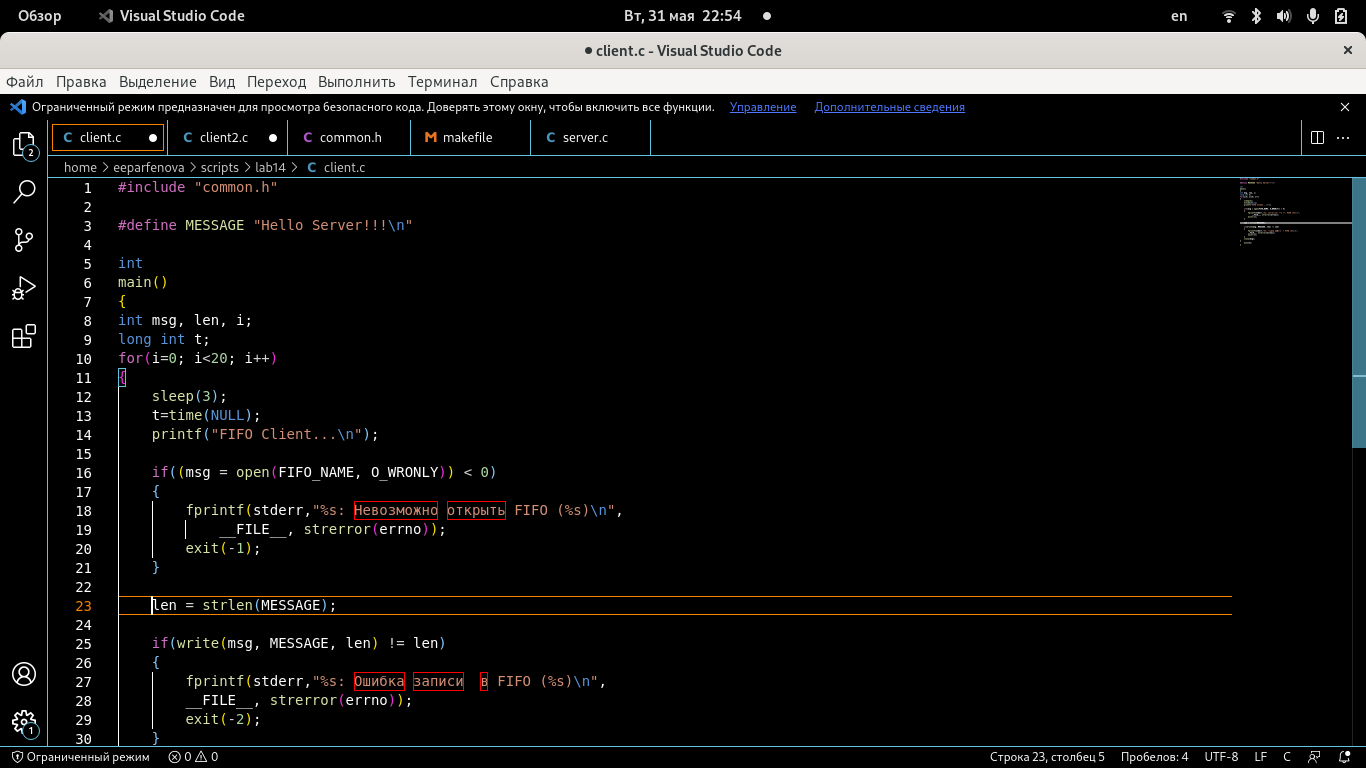 Обзор Visual Studio Code Вт, 31 мая 22:54 en
client.c - Visual Studio Code
Файл Правка Выделение Вид Переход Выполнить Терминал Справка
Ограниченный режим предназначен для просмотра безопасного кода. Доверять этому окну, чтобы включить все функции. Управление Дополнительные сведения
C client.c C client2.c C common.h M makefile C server.c
home > eeparfenova > scripts > lab14 > C client.c
1 #include "common.h"
2
3 #define MESSAGE "Hello Server!!!\n"
4
5 int
6 main()
7 {
8 int msg, len, i;
9 long int t;
10 for(i=0; i<20; i++)
11 {
12 sleep(3);
13 t=time(NULL);
14 printf("FIFO Client...\n");
15
16 if((msg = open(FIFO_NAME, O_WRONLY)) < 0)
17 {
18 fprintf(stderr,"%s: Невозможно открыть FIFO (%s)\n",
19 __FILE__, strerror(errno));
20 exit(-1);
21 }
22
23 len = strlen(MESSAGE);
24
25 if(write(msg, MESSAGE, len) != len)
26 {
27 fprintf(stderr,"%s: Ошибка записи в FIFO (%s)\n",
28 __FILE__, strerror(errno));
29 exit(-2);
30 }
2
1
Ограниченный режим 0 0 Строка 23, столбец 5 Пробелов: 4 UTF-8 LF C